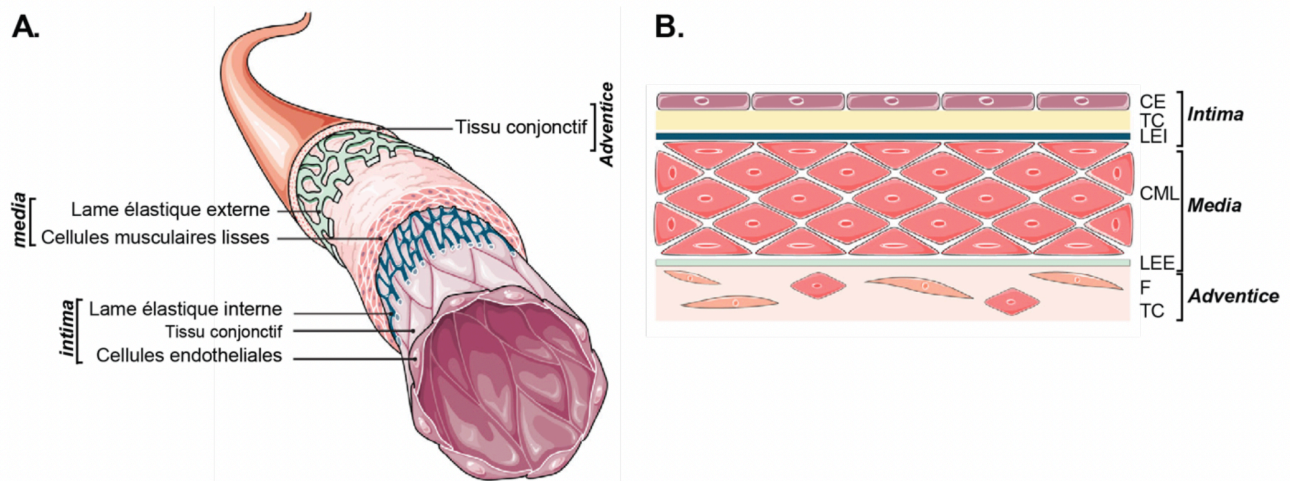 A.
Tissu conjonctif
Adventice
media
Lame élastique externe
Cellules musculaires lisses
intima
Lame élastique interne
Tissu conjonctif
Cellules endotheliales
B.
CE
TC
LEI
Intima
CML
Media
LEE
F
TC
Adventice